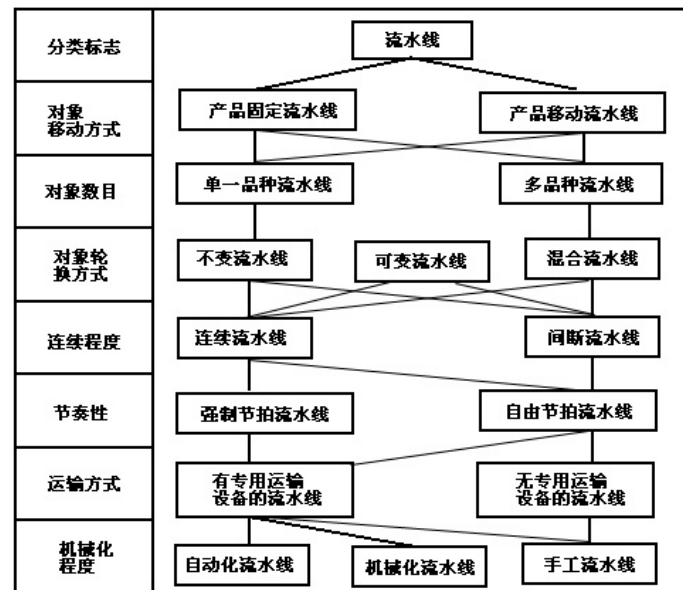 分类标志
流水线
对象
移动方式
产品固定流水线
产品移动流水线
对象数目
单一品种流水线
多品种流水线
对象轮
换方式
不变流水线
可变流水线
混合流水线
连续程度
连续流水线
间断流水线
节奏性
强制节拍流水线
自由节拍流水线
运输方式
有专用运输
设备的流水线
无专用运输
设备的流水线
机械化
程度
自动化流水线
机械化流水线
手工流水线